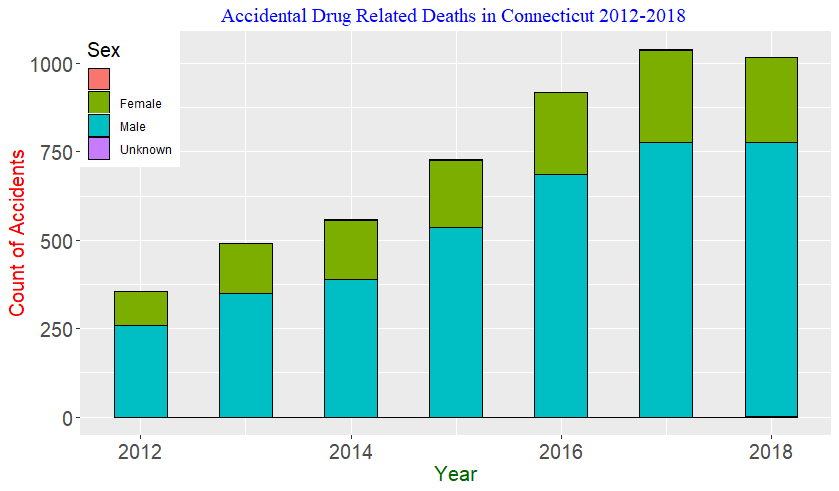 Accidental Drug Related Deaths in Connecticut 2012-2018
Sex
Female
Male
Unknown
Count of Accidents
1000
750
500
250
0
2012
2014
2016
2018
Year